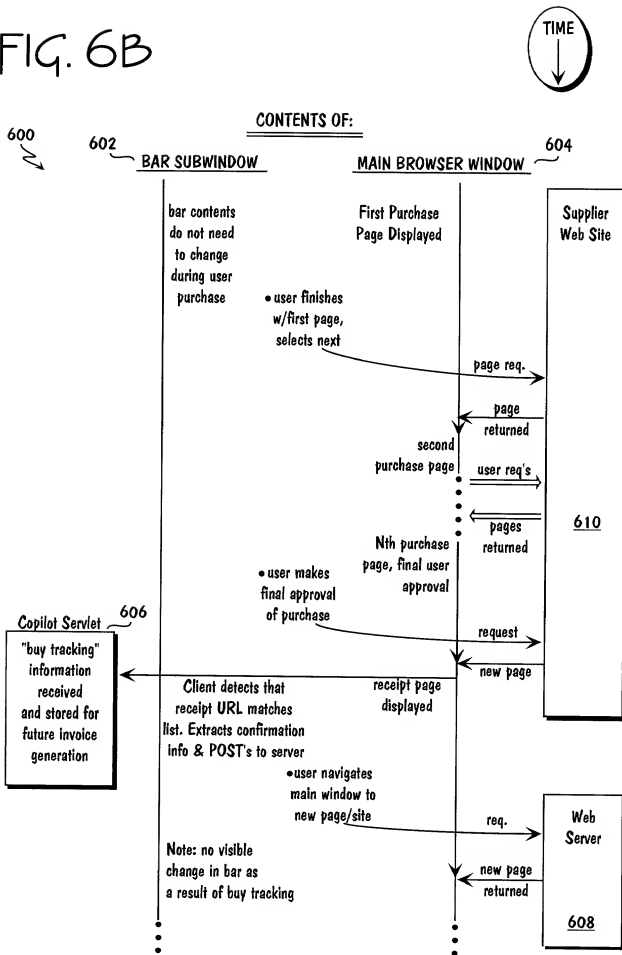 FIG. 6B
TIME
CONTENTS OF:
600
602
BAR SUBWINDOW
604
MAIN BROWSER WINDOW
bar contents
do not need
to change
during user
purchase
First Purchase
Page Displayed
Supplier
Web Site
• user finishes
w/first page,
selects next
page req.
page
returned
second
purchase page
user req's
pages
returned
610
Nth purchase
page, final user
approval
• user makes
final approval
of purchase
request
new page
Copilot Servlet
606
"buy tracking"
information
received
and stored for
future invoice
generation
receipt page
displayed
Client detects that
receipt URL matches
list. Extracts confirmation
info & POST's to server
• user navigates
main window to
new page/site
req.
Web
Server
Note: no visible
change in bar as
a result of buy tracking
new page
returned
608